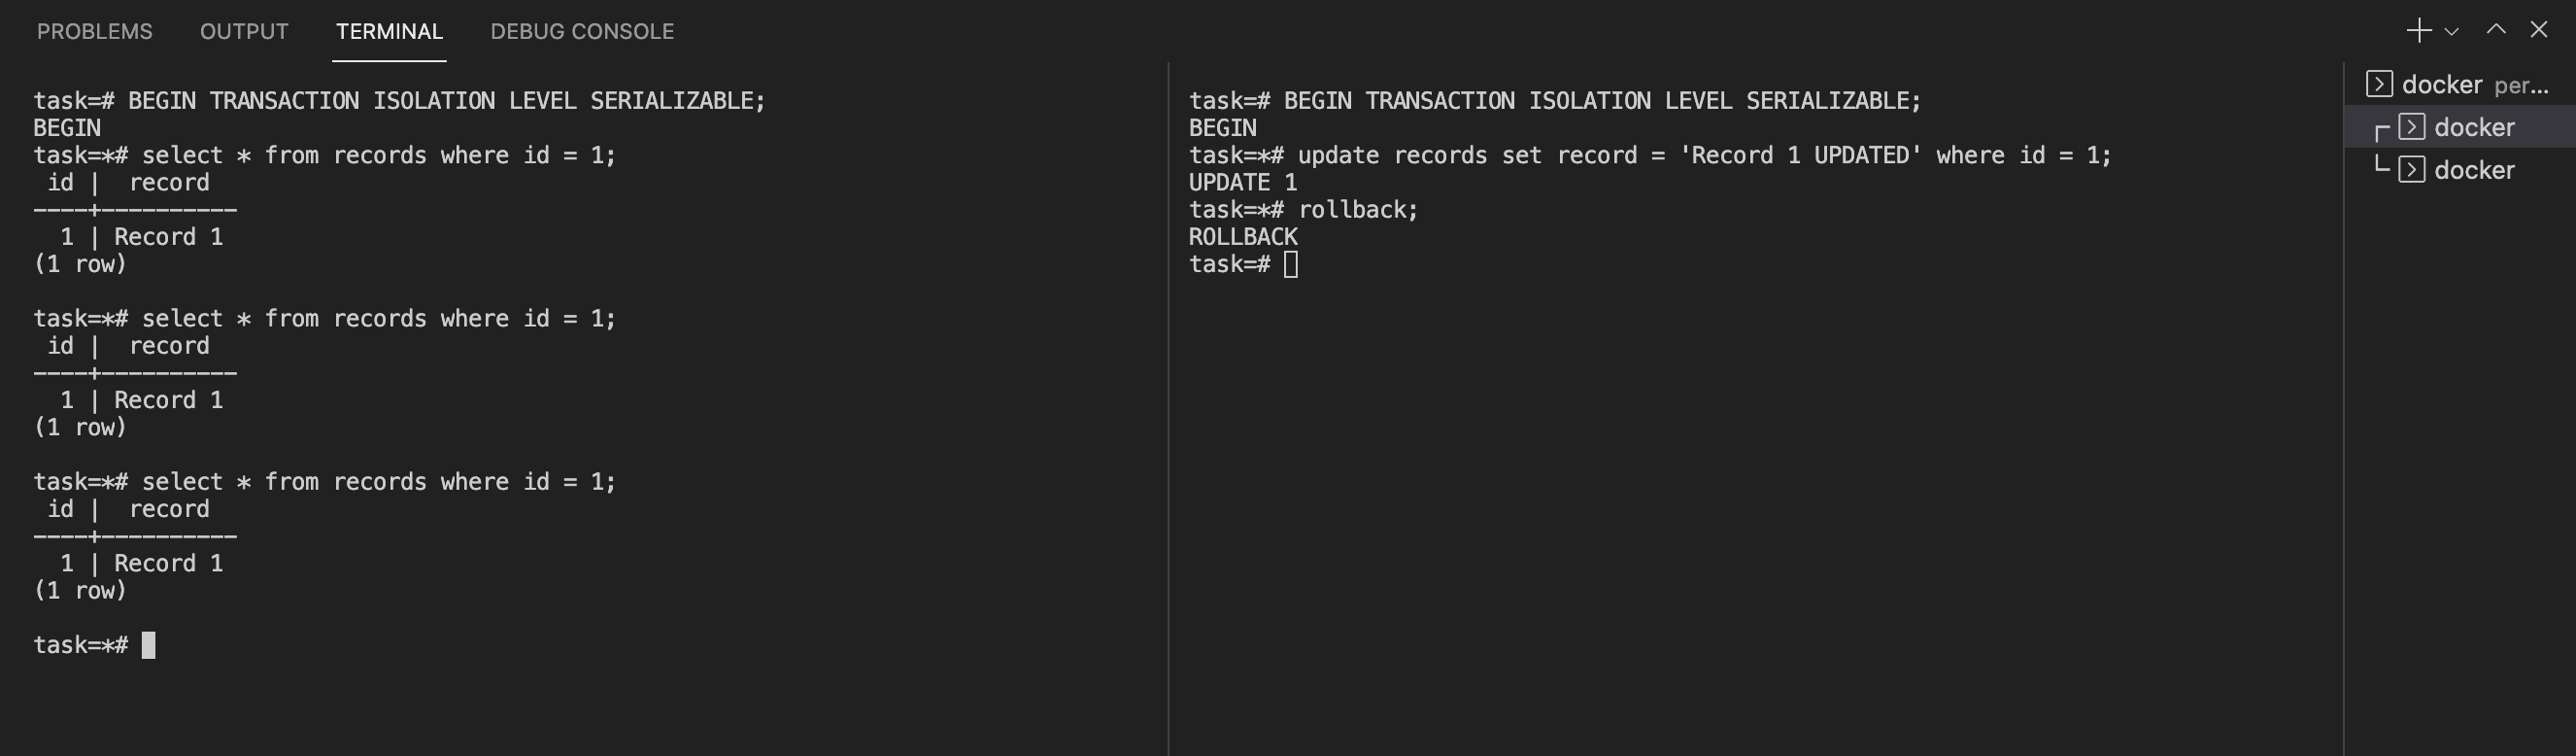 PROBLEMS OUTPUT TERMINAL DEBUG CONSOLE
task=# BEGIN TRANSACTION ISOLATION LEVEL SERIALIZABLE;
BEGIN
task=*# select * from records where id = 1;
 id |  record
----+----------
  1 | Record 1
(1 row)

task=*# select * from records where id = 1;
 id |  record
----+----------
  1 | Record 1
(1 row)

task=*# select * from records where id = 1;
 id |  record
----+----------
  1 | Record 1
(1 row)

task=*#
task=# BEGIN TRANSACTION ISOLATION LEVEL SERIALIZABLE;
BEGIN
task=*# update records set record = 'Record 1 UPDATED' where id = 1;
UPDATE 1
task=*# rollback;
ROLLBACK
task=#
docker per...
docker
docker